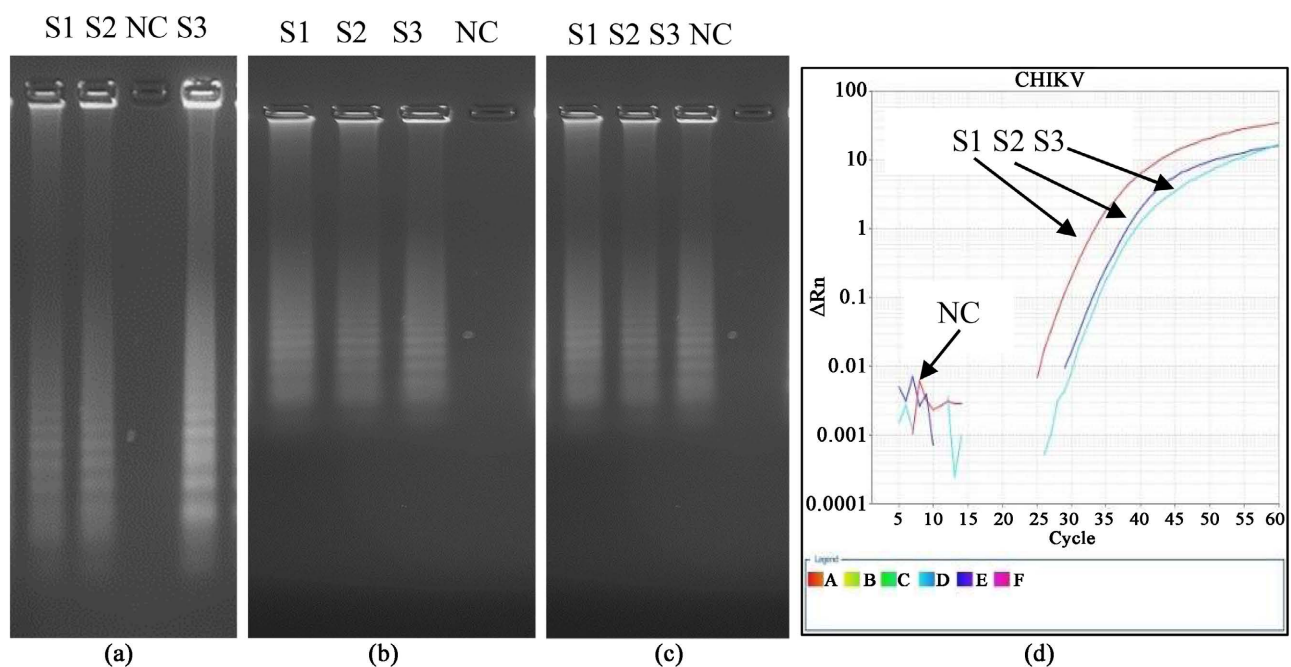 S1 S2 NC S3
S1 S2 S3 NC
S1 S2 S3 NC
CHIKV
100
10
1
0.1
0.01
0.001
0.0001
ΔRn
S1 S2 S3
NC
5 10 15 20 25 30 35 40 45 50 55 60
Cycle
Legend
A B C D E F
(a) (b) (c) (d)